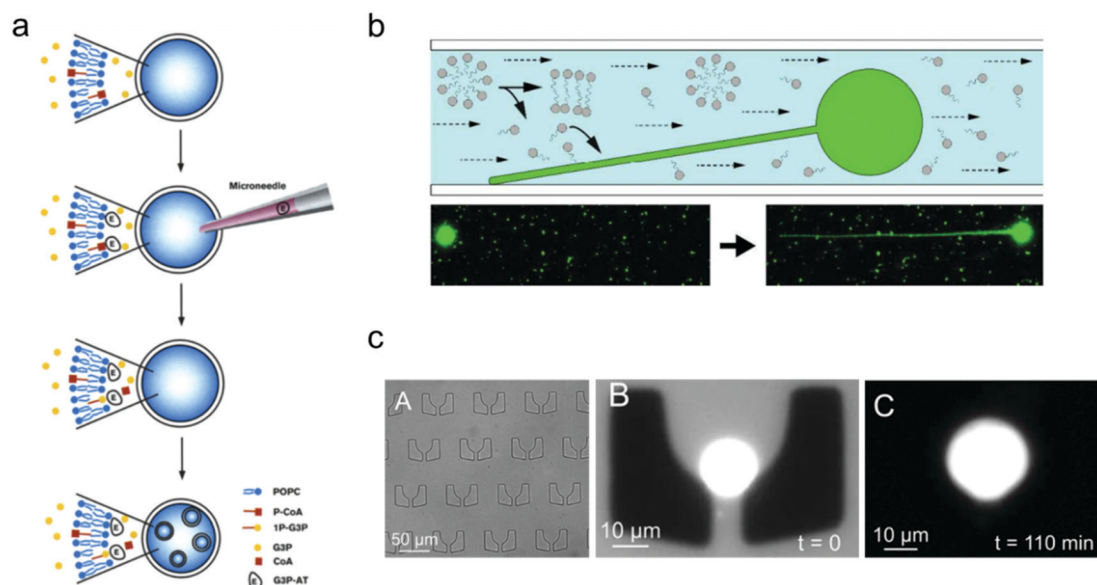 a
Microneedle
E
E
E
E
E
E
E
POPC
P-CoA
1P-G3P
G3P
CoA
E G3P-AT
b
c
A
50 µm
B
10 µm
t = 0
C
10 µm
t = 110 min